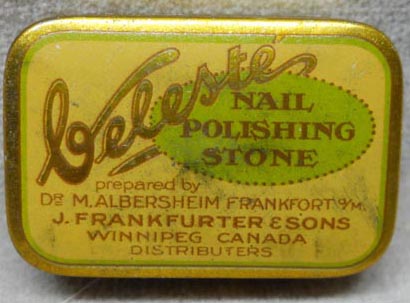 Celeste
NAIL
POLISHING
STONE
prepared by
DR M. ALBERSHEIM FRANKFORT O/M.
J. FRANKFURTER & SONS
WINNIPEG CANADA
DISTRIBUTERS